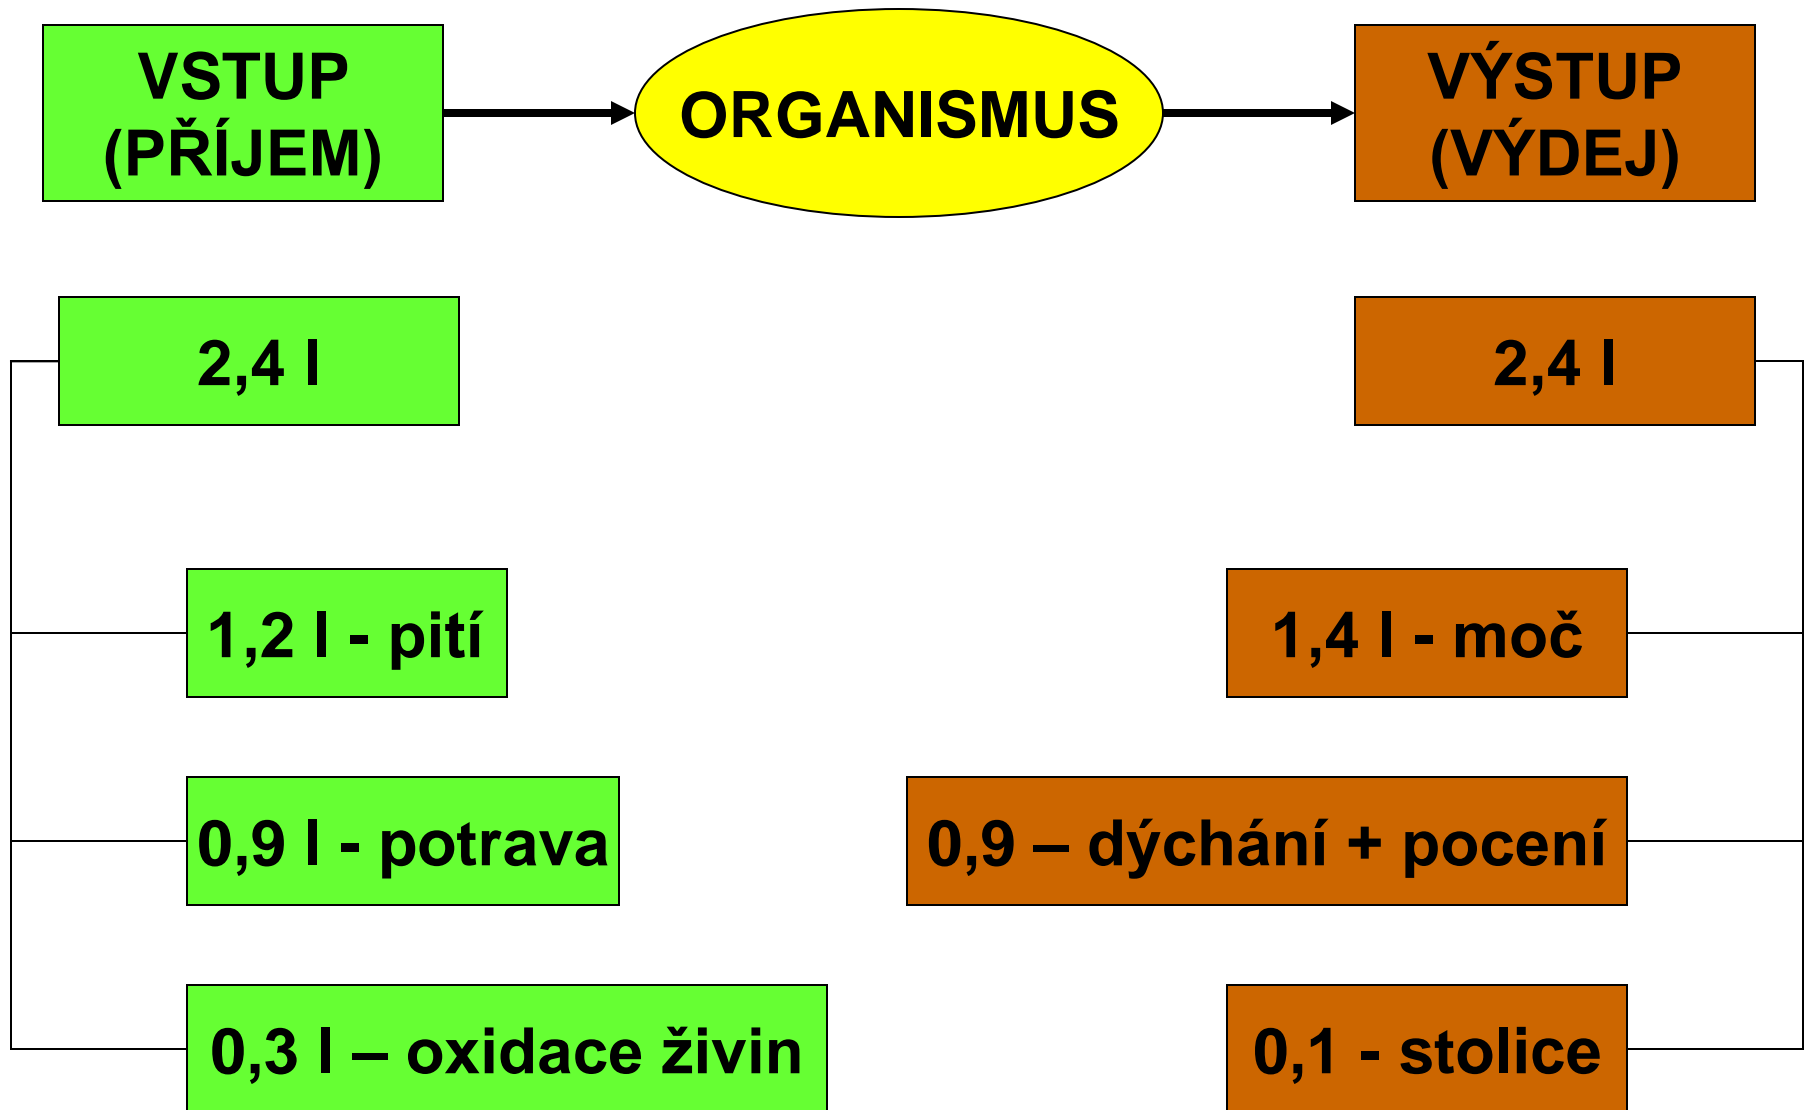 VSTUP
(PŘÍJEM)
ORGANISMUS
VÝSTUP
(VÝDEJ)
2,4 l
2,4 l
1,2 l - pití
1,4 l - moč
0,9 l - potrava
0,9 – dýchání + pocení
0,3 l – oxidace živin
0,1 - stolice